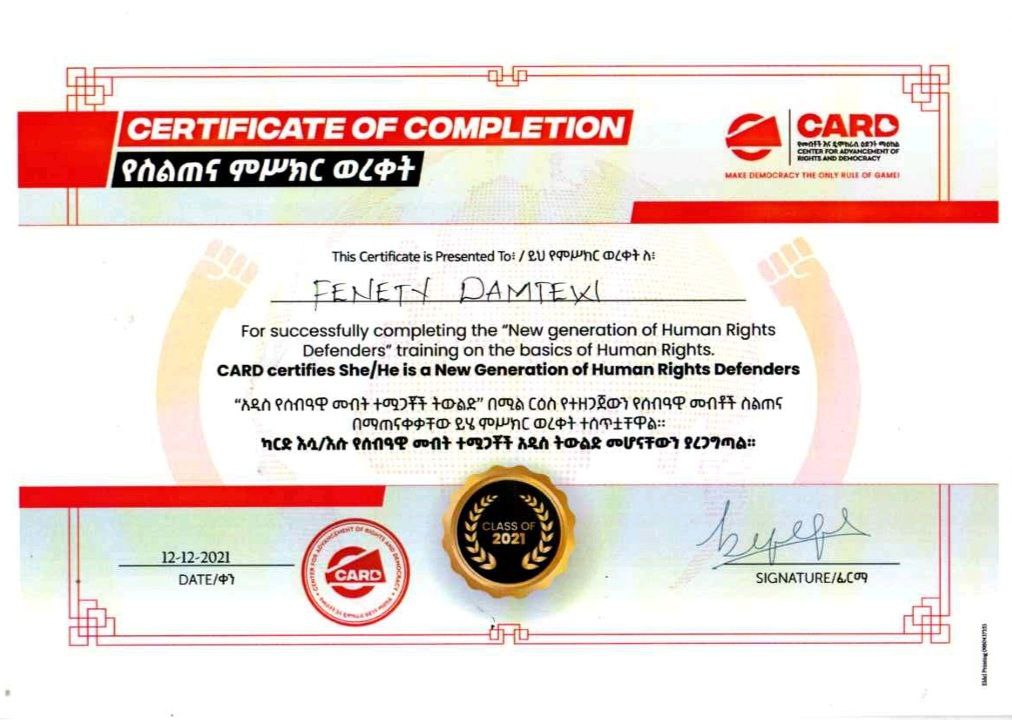 CERTIFICATE OF COMPLETION
የስልጠና ምሥክር ወረቀት
CARD
የመብቶች እና ዲሞክራሲ ዕድገት ማዕከል
CENTER FOR ADVANCEMENT OF
RIGHTS AND DEMOCRACY
MAKE DEMOCRACY THE ONLY RULE OF GAME!
This Certificate is Presented To: / ይህ የምሥክር ወረቀት ለ፡
FENETY DAMTEW
For successfully completing the “New generation of Human Rights
Defenders” training on the basics of Human Rights.
CARD certifies She/He is a New Generation of Human Rights Defenders
“አዲስ የሰብዓዊ መብት ተሟጋቾች ትውልድ” በሚል ርዕስ የተዘጋጀውን የሰብዓዊ መብቶች ስልጠና
በማጠናቀቃቸው ይሄ ምሥክር ወረቀት ተሰጥቷቸዋል።
ካርድ እሷ/እሱ የሰብዓዊ መብት ተሟጋቾች አዲስ ትውልድ መሆናቸውን ያረጋግጣል።
CLASS OF
2021
12-12-2021
DATE/ቀን
CENTER FOR ADVANCEMENT OF RIGHTS AND DEMOCRACY
CARD
SIGNATURE/ፊርማ